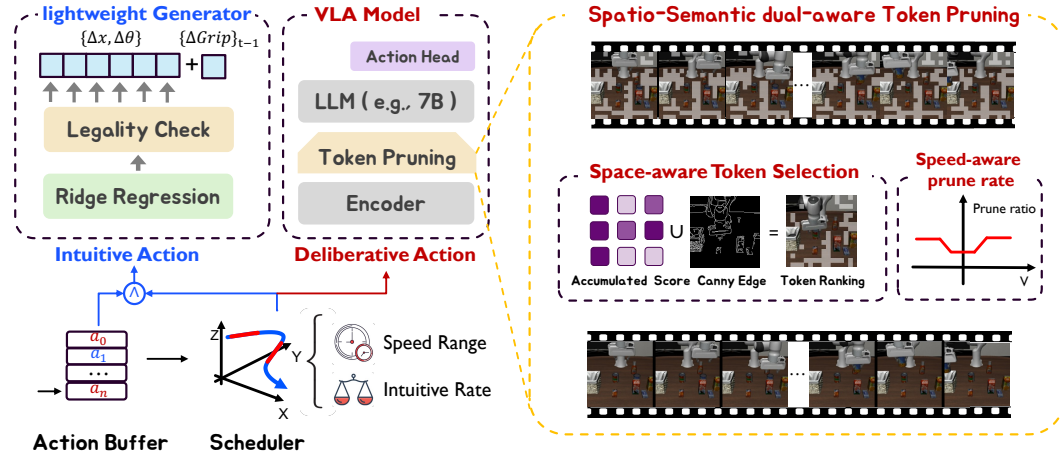 lightweight Generator
{Δx, Δθ} {ΔGrip}t−1
+
Legality Check
Ridge Regression
Intuitive Action
VLA Model
Action Head
LLM ( e.g., 7B )
Token Pruning
Encoder
Deliberative Action
Λ
a0
a1
...
an
Action Buffer
Z
Y
X
Scheduler
Speed Range
Intuitive Rate
Spatio-Semantic dual-aware Token Pruning
...
Space-aware Token Selection
∪ =
Accumulated Score Canny Edge Token Ranking
Speed-aware
prune rate
Prune ratio
V
...